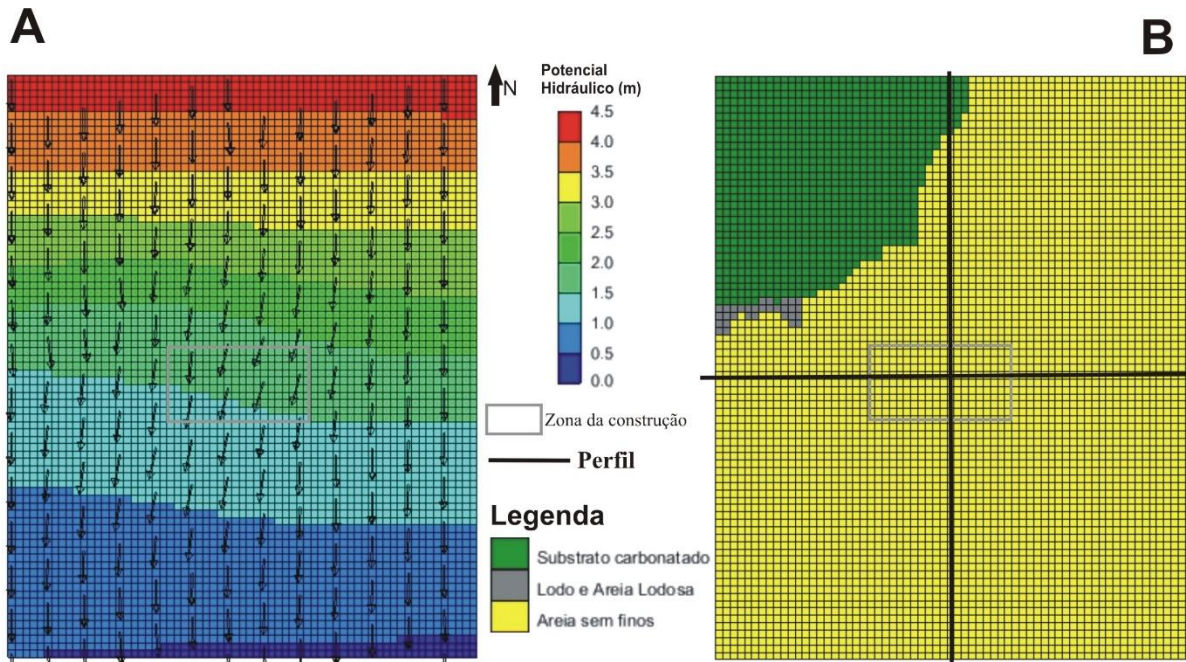 A
B
N
Potencial
Hidráulico (m)
4.5
4.0
3.5
3.0
2.5
2.0
1.5
1.0
0.5
0.0
Zona da construção
Perfil
Legenda
Substrato carbonatado
Lodo e Areia Lodosa
Areia sem finos